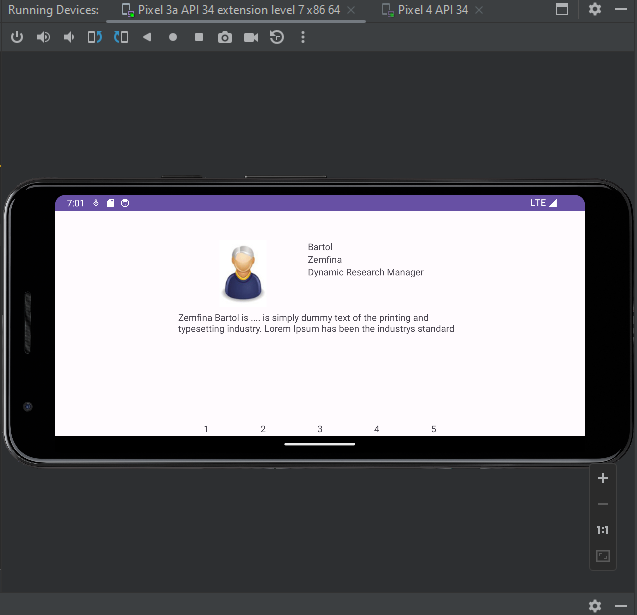 Running Devices: Pixel 3a API 34 extension level 7 x86 64 Pixel 4 API 34
7:01 LTE
Bartol
Zemfina
Dynamic Research Manager
Zemfina Bartol is .... is simply dummy text of the printing and
typesetting industry. Lorem Ipsum has been the industrys standard
1 2 3 4 5
1:1